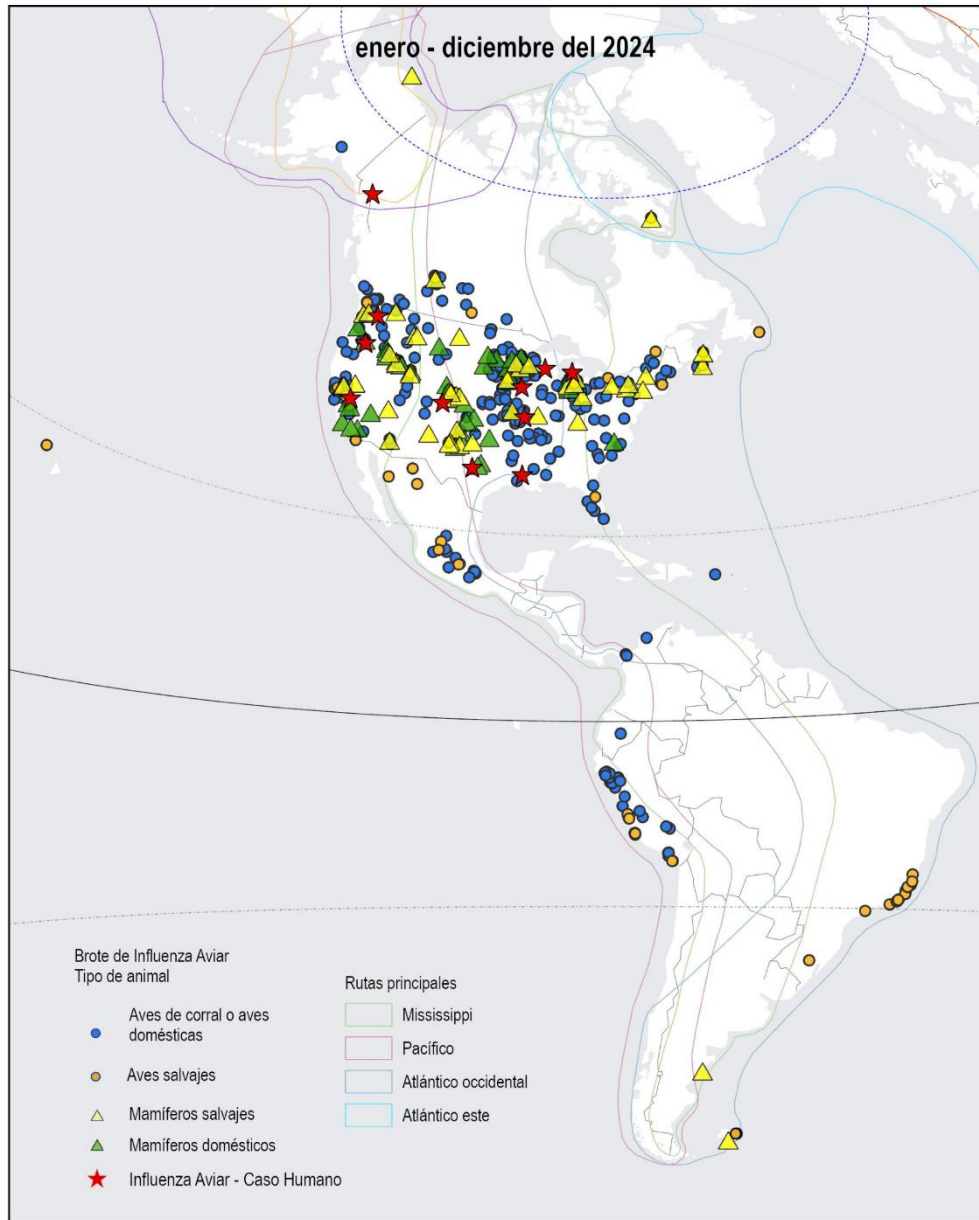 enero - diciembre del 2024
Brote de Influenza Aviar
Tipo de animal
Aves de corral o aves
domésticas
Aves salvajes
Mamíferos salvajes
Mamíferos domésticos
Influenza Aviar - Caso Humano
Rutas principales
Mississippi
Pacífico
Atlántico occidental
Atlántico este